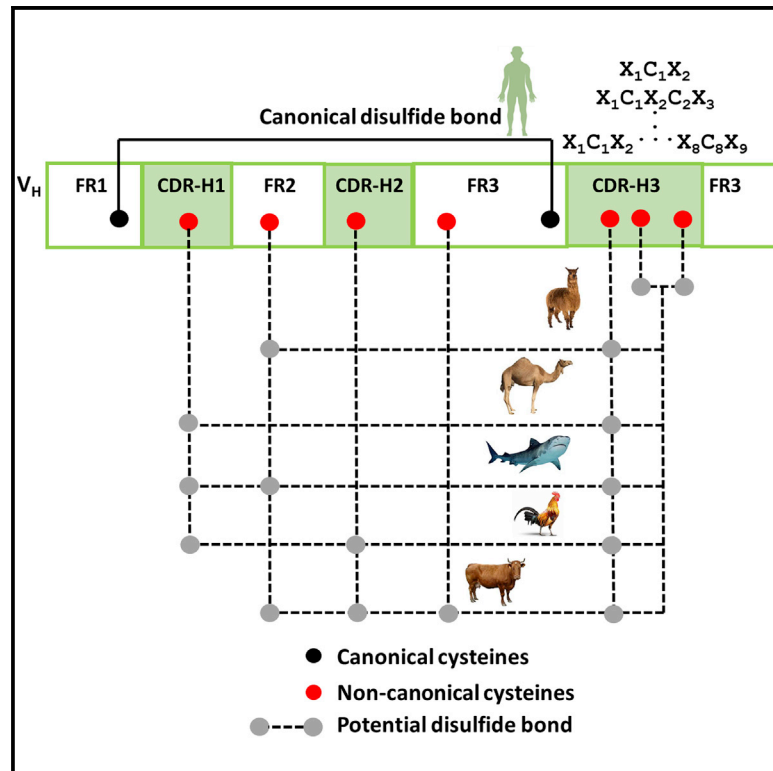 X₁C₁X₂
X₁C₁X₂C₂X₃
Canonical disulfide bond
X₁C₁X₂ ··· X₈C₈X₉
V_H FR1 CDR-H1 FR2 CDR-H2 FR3 CDR-H3 FR3
Canonical cysteines
Non-canonical cysteines
Potential disulfide bond